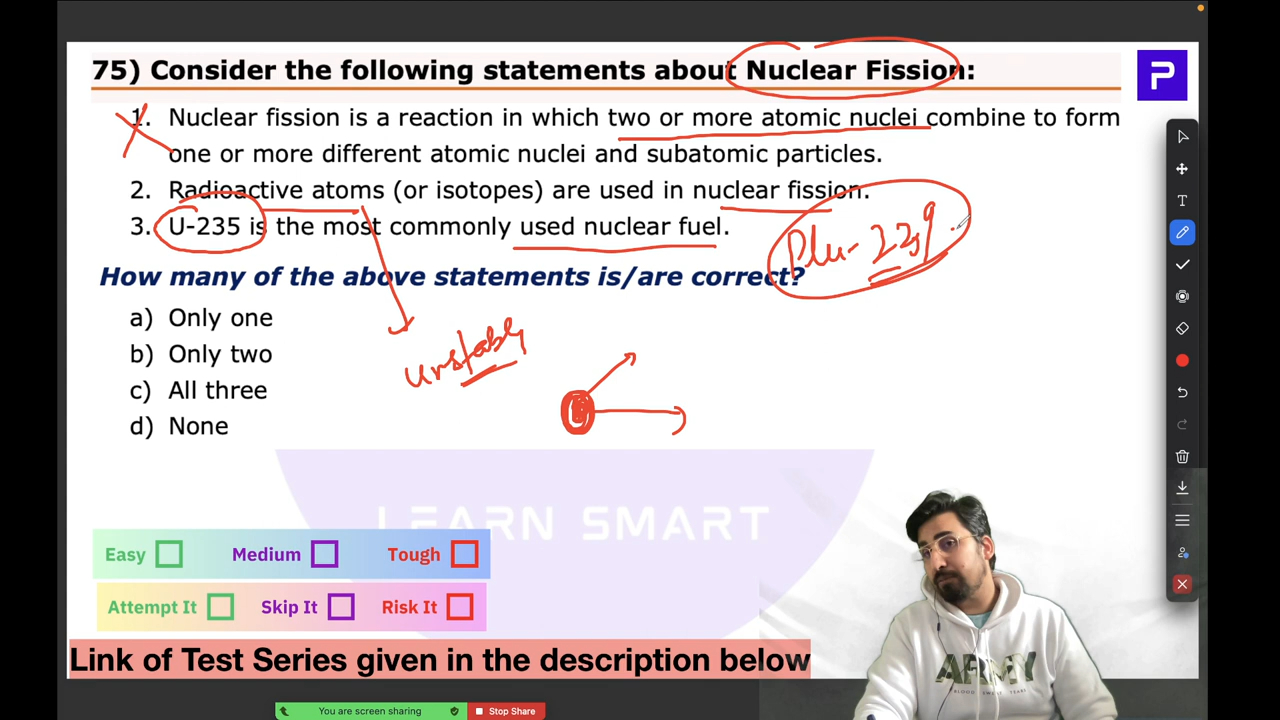 75) Consider the following statements about Nuclear Fission:
P
1. Nuclear fission is a reaction in which two or more atomic nuclei combine to form
one or more different atomic nuclei and subatomic particles.
2. Radioactive atoms (or isotopes) are used in nuclear fission.
3. U-235 is the most commonly used nuclear fuel.
Plu-239
How many of the above statements is/are correct?
a) Only one
b) Only two
c) All three
d) None
unstable
LEARN SMART
Easy Medium Tough
Attempt It Skip It Risk It
Link of Test Series given in the description below
ARMY
You are screen sharing Stop Share